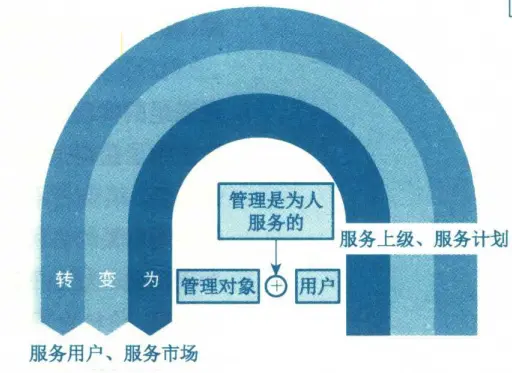 管理是为人
服务的
服务上级、服务计划
转变为
管理对象
用户
服务用户、服务市场